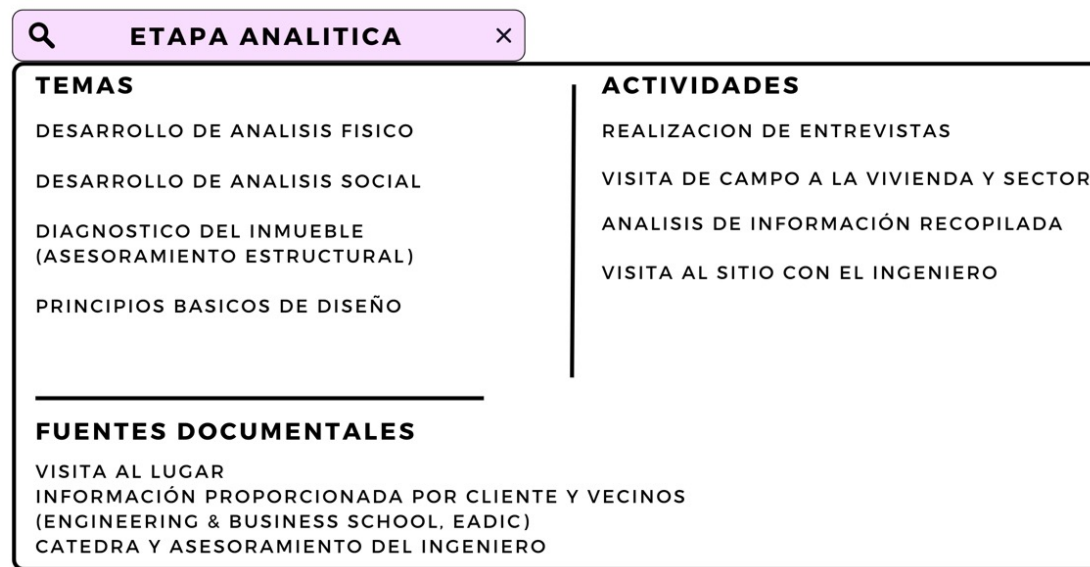 ETAPA ANALITICA
TEMAS
DESARROLLO DE ANALISIS FISICO
DESARROLLO DE ANALISIS SOCIAL
DIAGNOSTICO DEL INMUEBLE
(ASESORAMIENTO ESTRUCTURAL)
PRINCIPIOS BASICOS DE DISEÑO
ACTIVIDADES
REALIZACION DE ENTREVISTAS
VISITA DE CAMPO A LA VIVIENDA Y SECTOR
ANALISIS DE INFORMACIÓN RECOPILADA
VISITA AL SITIO CON EL INGENIERO
FUENTES DOCUMENTALES
VISITA AL LUGAR
INFORMACIÓN PROPORCIONADA POR CLIENTE Y VECINOS
(ENGINEERING & BUSINESS SCHOOL, EADIC)
CATEDRA Y ASESORAMIENTO DEL INGENIERO